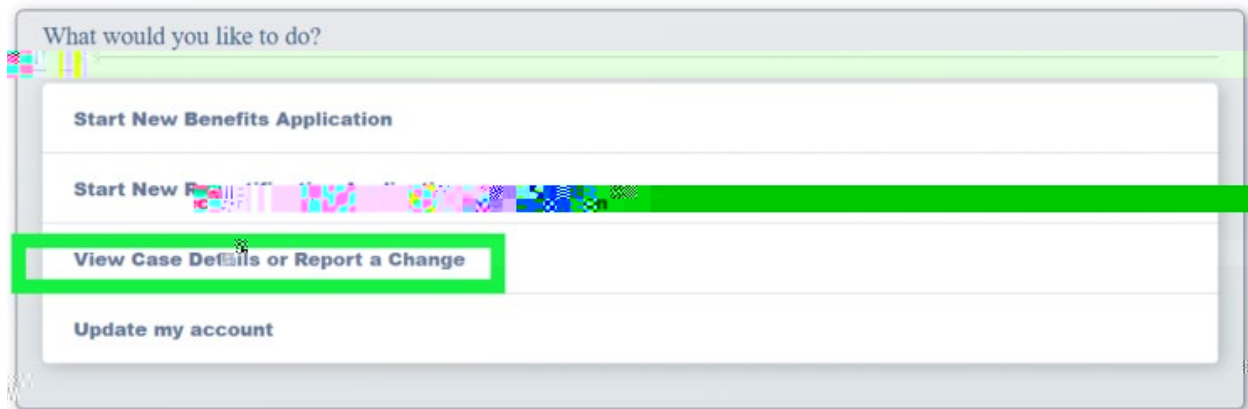 What would you like to do?
Start New Benefits Application
Start New
View Case Details or Report a Change
Update my account